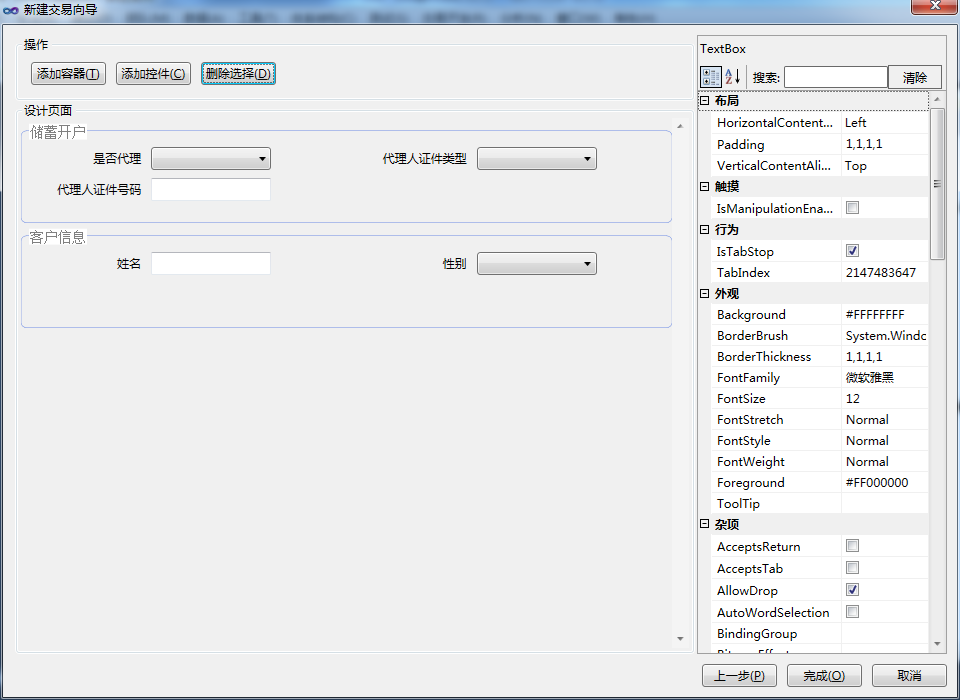 新建交易向导
操作
添加容器(T) 添加控件(C) 删除选择(D)
设计页面
储蓄开户
是否代理 代理人证件类型
代理人证件号码
客户信息
姓名 性别
TextBox
搜索: 清除
布局
HorizontalContent... Left
Padding 1,1,1,1
VerticalContentAli... Top
触摸
IsManipulationEna...
行为
IsTabStop
TabIndex 2147483647
外观
Background #FFFFFFFF
BorderBrush System.Windc
BorderThickness 1,1,1,1
FontFamily 微软雅黑
FontSize 12
FontStretch Normal
FontStyle Normal
FontWeight Normal
Foreground #FF000000
ToolTip
杂项
AcceptsReturn
AcceptsTab
AllowDrop
AutoWordSelection
BindingGroup
上一步(P) 完成(O) 取消